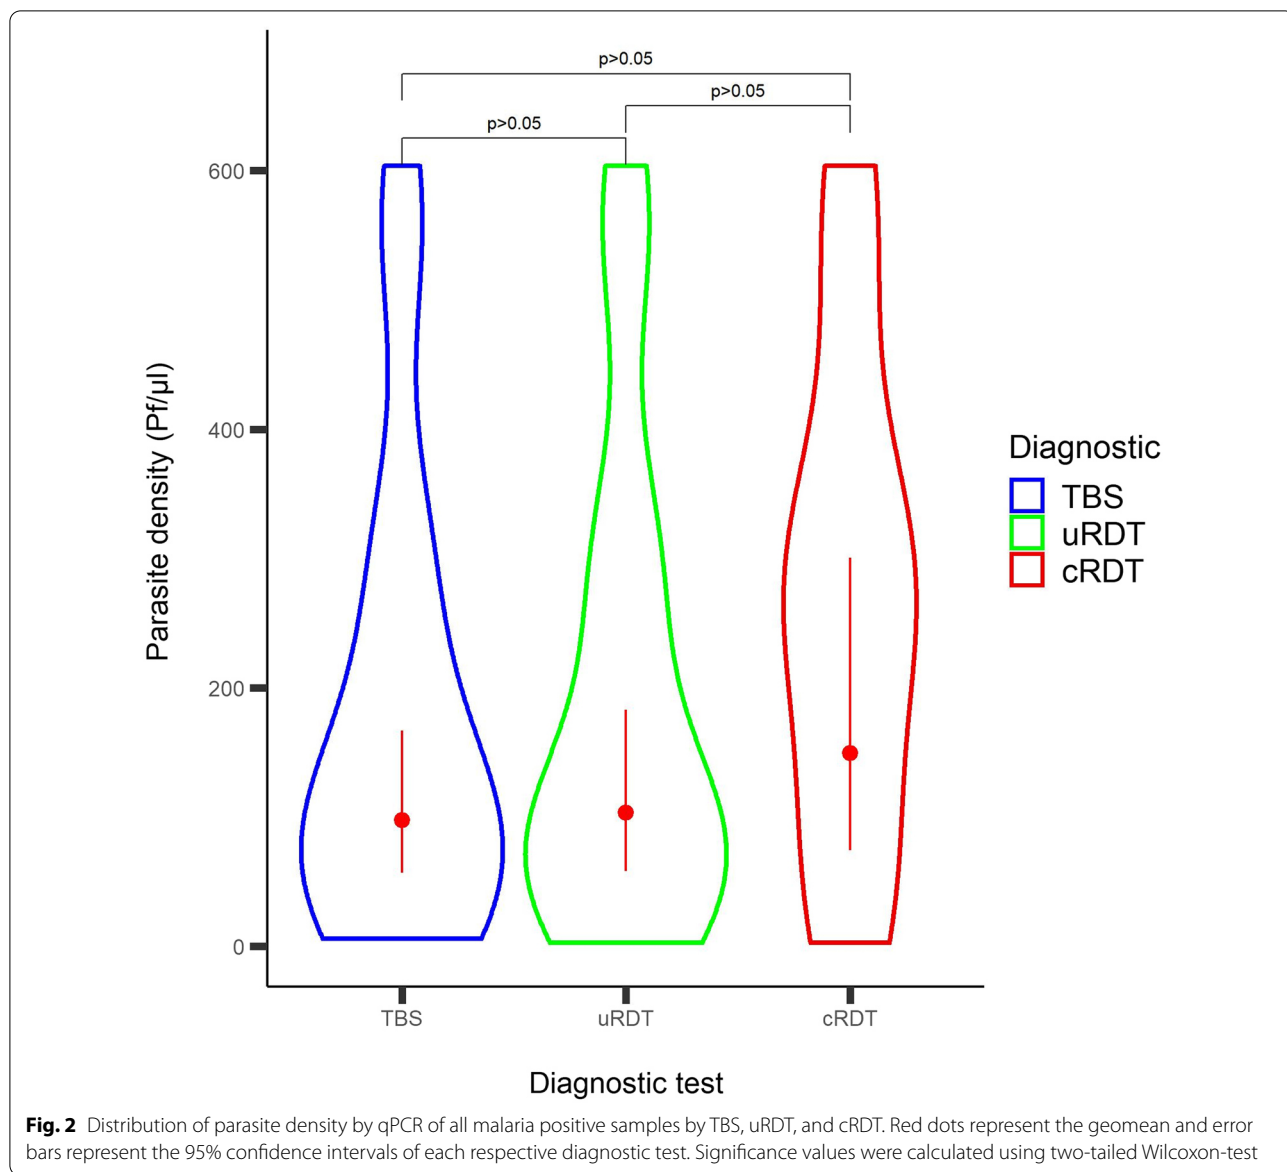 p>0.05
p>0.05
p>0.05
600
400
200
0
Parasite density (Pf/µl)
TBS
uRDT
cRDT
Diagnostic test
Diagnostic
TBS
uRDT
cRDT
Fig. 2 Distribution of parasite density by qPCR of all malaria positive samples by TBS, uRDT, and cRDT. Red dots represent the geomean and error
bars represent the 95% confidence intervals of each respective diagnostic test. Significance values were calculated using two-tailed Wilcoxon-test